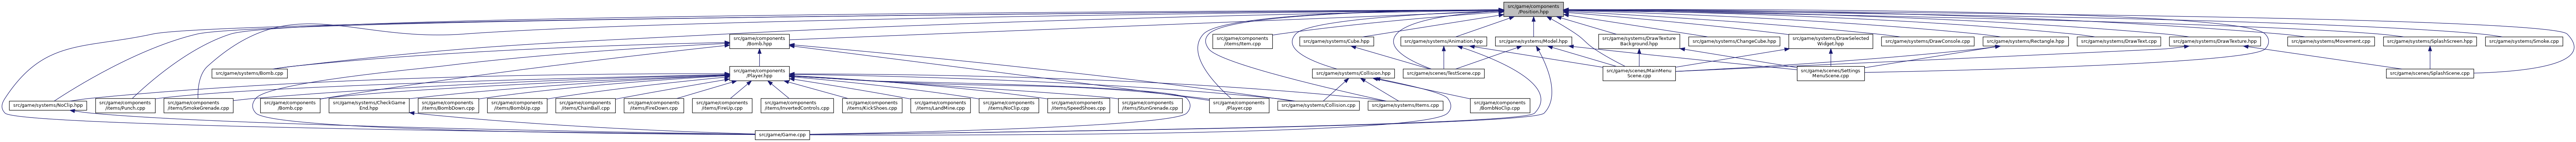 src/game/components
/Position.hpp
src/game/components
/Bomb.hpp
src/game/components
/items/Item.cpp
src/game/systems/Cube.hpp
src/game/systems/Animation.hpp
src/game/systems/Model.hpp
src/game/systems/DrawTexture
Background.hpp
src/game/systems/ChangeCube.hpp
src/game/systems/DrawSelected
Widget.hpp
src/game/systems/DrawConsole.cpp
src/game/systems/Rectangle.hpp
src/game/systems/DrawText.cpp
src/game/systems/DrawTexture.hpp
src/game/systems/Movement.cpp
src/game/systems/SplashScreen.hpp
src/game/systems/Smoke.cpp
src/game/systems/Bomb.cpp
src/game/components
/Player.hpp
src/game/systems/Collision.hpp
src/game/scenes/TestScene.cpp
src/game/scenes/MainMenu
Scene.cpp
src/game/scenes/Settings
MenuScene.cpp
src/game/scenes/SplashScene.cpp
src/game/systems/NoClip.hpp
src/game/components
/items/Punch.cpp
src/game/components
/items/SmokeGrenade.cpp
src/game/components
/Bomb.cpp
src/game/systems/CheckGame
End.hpp
src/game/components
/items/BombDown.cpp
src/game/components
/items/BombUp.cpp
src/game/components
/items/ChainBall.cpp
src/game/components
/items/FireDown.cpp
src/game/components
/items/FireUp.cpp
src/game/components
/items/InvertedControls.cpp
src/game/components
/items/KickShoes.cpp
src/game/components
/items/LandMine.cpp
src/game/components
/items/NoClip.cpp
src/game/components
/items/SpeedShoes.cpp
src/game/components
/items/StunGrenade.cpp
src/game/components
/Player.cpp
src/game/systems/Collision.cpp
src/game/systems/Items.cpp
src/game/components
/BombNoClip.cpp
src/game/Game.cpp